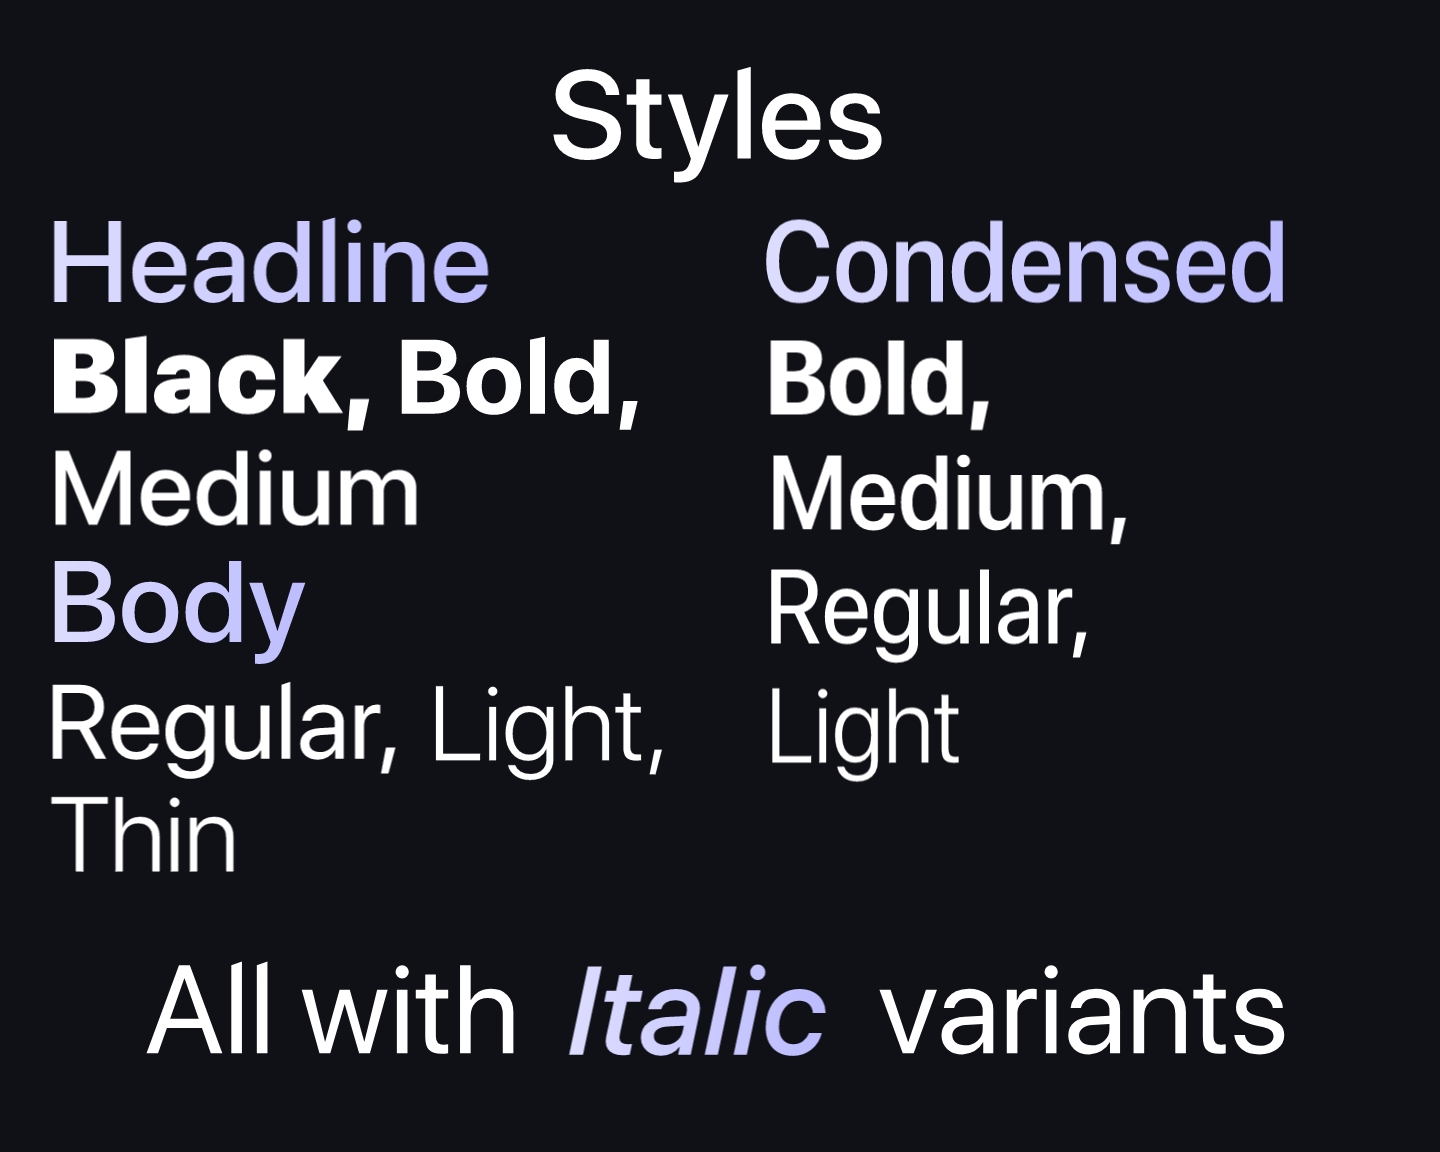 Styles
Headline
Black, Bold,
Medium
Body
Regular, Light,
Thin
Condensed
Bold,
Medium,
Regular,
Light
All with Italic variants